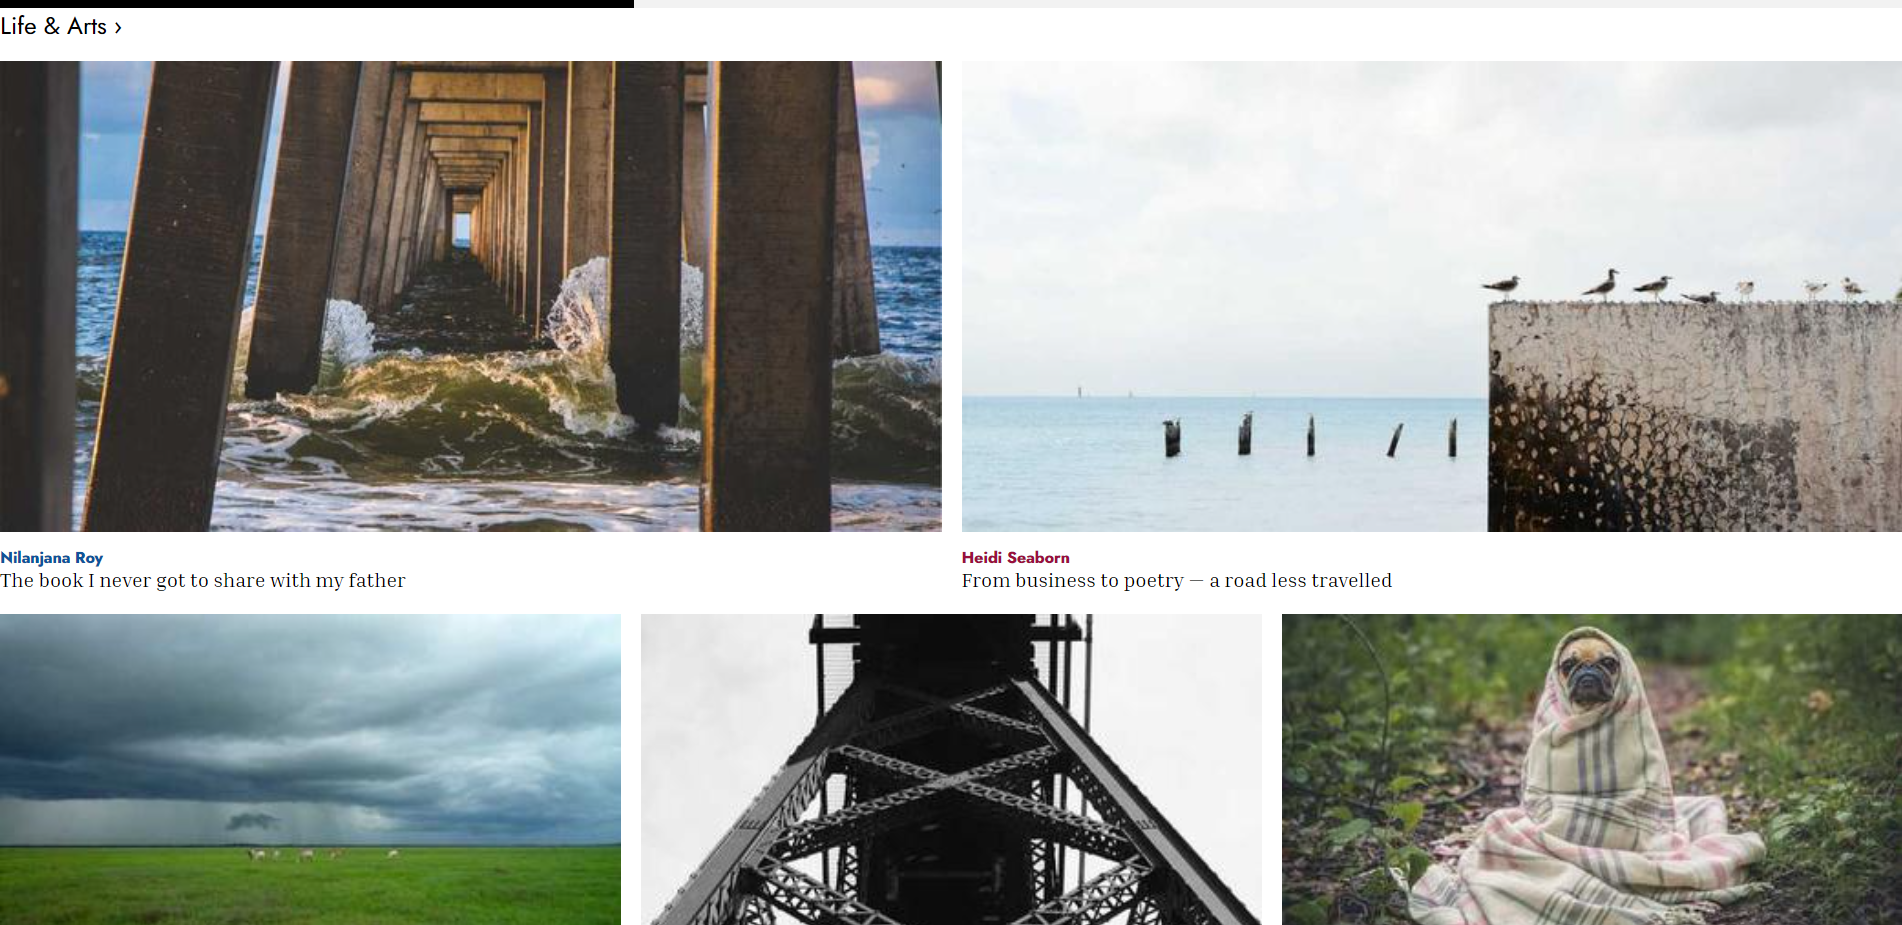 Life & Arts ›
Nilanjana Roy
The book I never got to share with my father
Heidi Seaborn
From business to poetry — a road less travelled